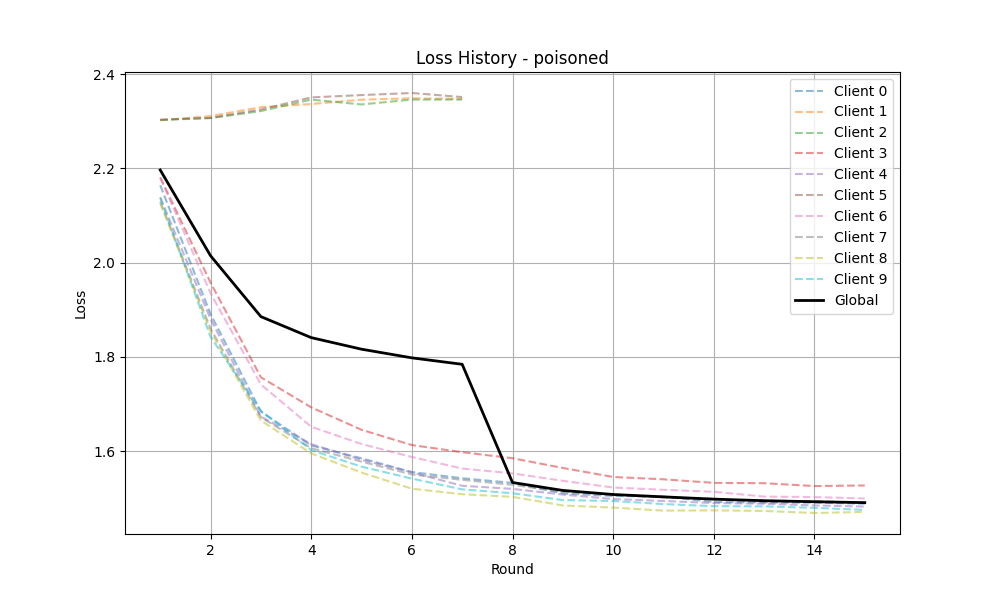 Loss History - poisoned
2.4
2.2
2.0
1.8
1.6
Loss
2 4 6 8 10 12 14
Round
Client 0
Client 1
Client 2
Client 3
Client 4
Client 5
Client 6
Client 7
Client 8
Client 9
Global